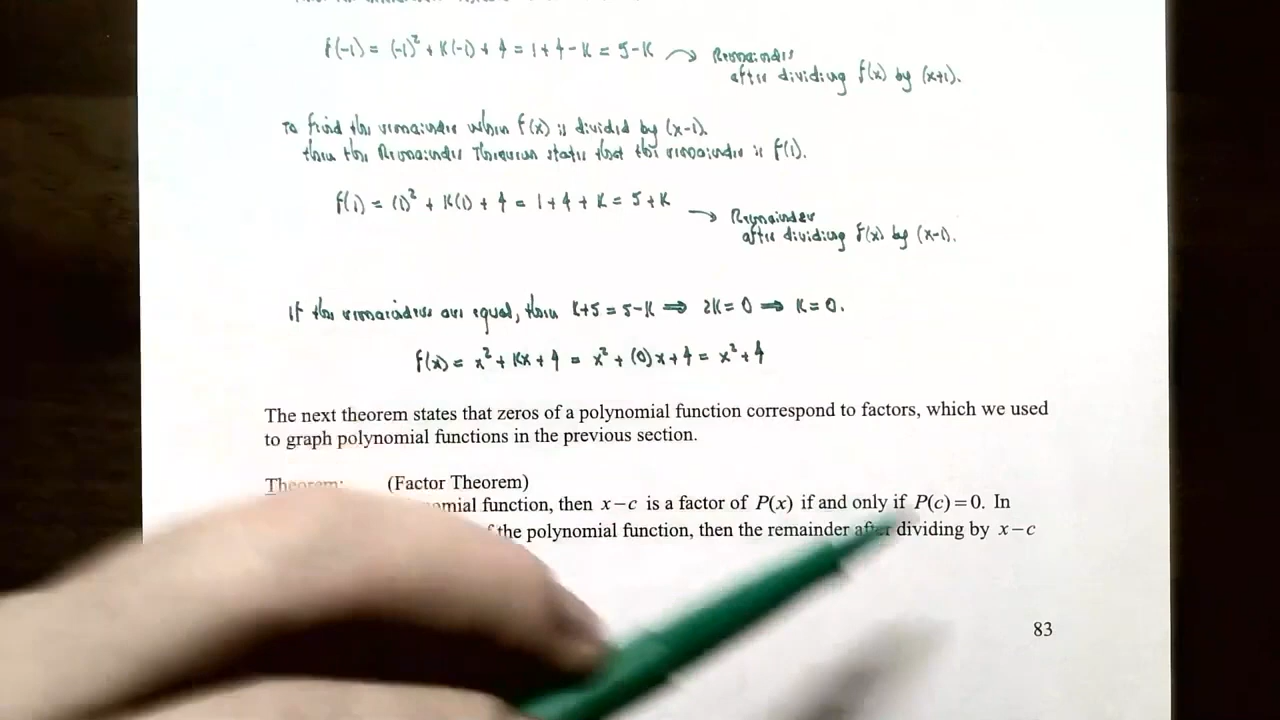 f(-1) = (-1)² + K(-1) + 4 = 1+4-K = 5-K → Remainder
after dividing f(x) by (x+1).
To find the remainder when f(x) is divided by (x-1).
then the Remainder Theorem states that the remainder is f(1).
f(1) = (1)² + K(1) + 4 = 1+4+K = 5+K
→ Remainder
after dividing f(x) by (x-1).
If the remainders are equal, then K+5 = 5-K ⟹ 2K=0 ⟹ K=0.
f(x) = x² + Kx + 4 = x² + (0)x + 4 = x² + 4
The next theorem states that zeros of a polynomial function correspond to factors, which we used
to graph polynomial functions in the previous section.
Theorem: (Factor Theorem)
function, then x-c is a factor of P(x) if and only if P(c)=0. In
the polynomial function, then the remainder after dividing by x-c
83